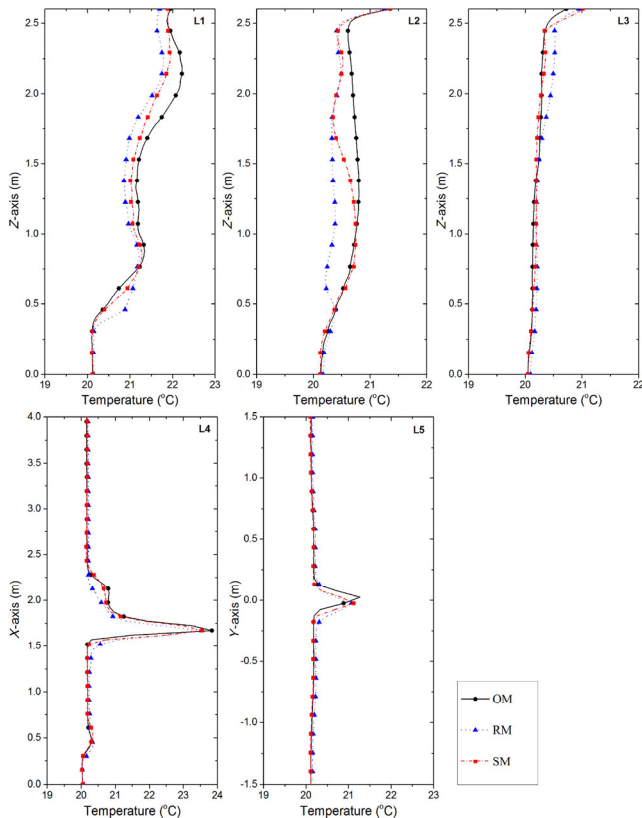 L1
L2
L3
2.5
2.0
1.5
1.0
0.5
0.0
Z-axis (m)
19 20 21 22 23
Temperature (°C)
2.5
2.0
1.5
1.0
0.5
0.0
Z-axis (m)
19 20 21 22
Temperature (°C)
2.5
2.0
1.5
1.0
0.5
0.0
Z-axis (m)
19 20 21 22
Temperature (°C)
L4
L5
4.0
3.5
3.0
2.5
2.0
1.5
1.0
0.5
0.0
X-axis (m)
19 20 21 22 23 24
Temperature (°C)
1.5
1.0
0.5
0.0
-0.5
-1.0
-1.5
Y-axis (m)
19 20 21 22 23
Temperature (°C)
OM
RM
SM